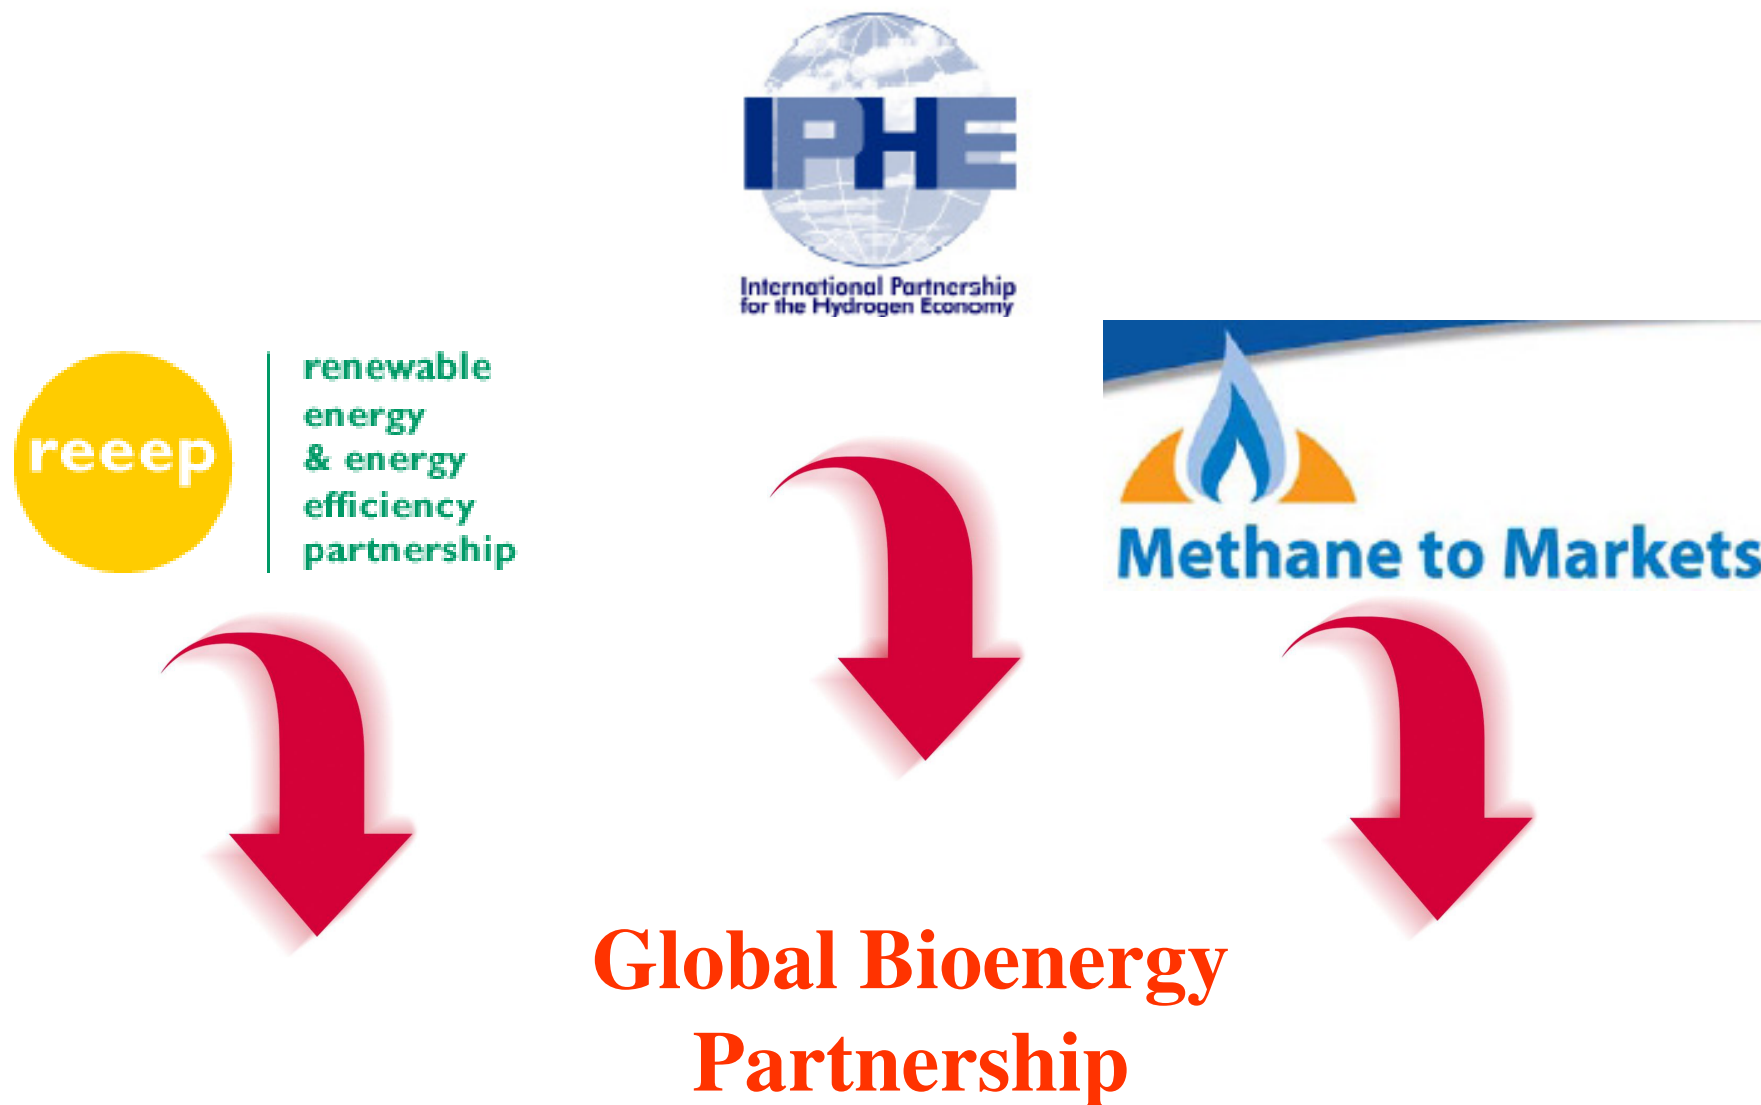 IPHE
International Partnership
for the Hydrogen Economy
reeep
renewable
energy
& energy
efficiency
partnership
Methane to Markets
Global Bioenergy
Partnership